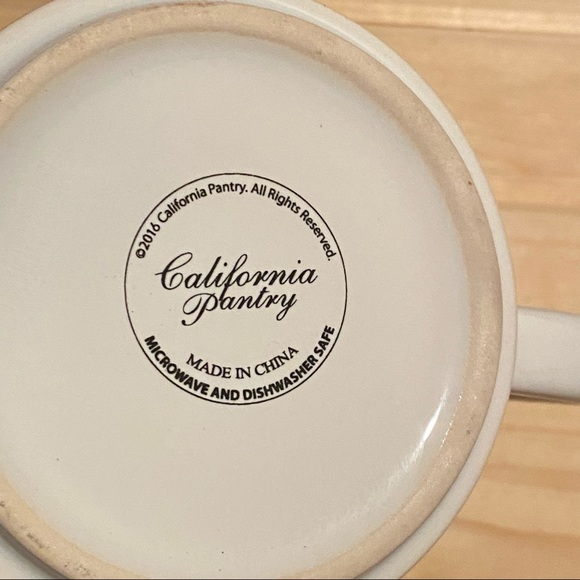 ©2016 California Pantry. All Rights Reserved.
California
Pantry
MADE IN CHINA
MICROWAVE AND DISHWASHER SAFE